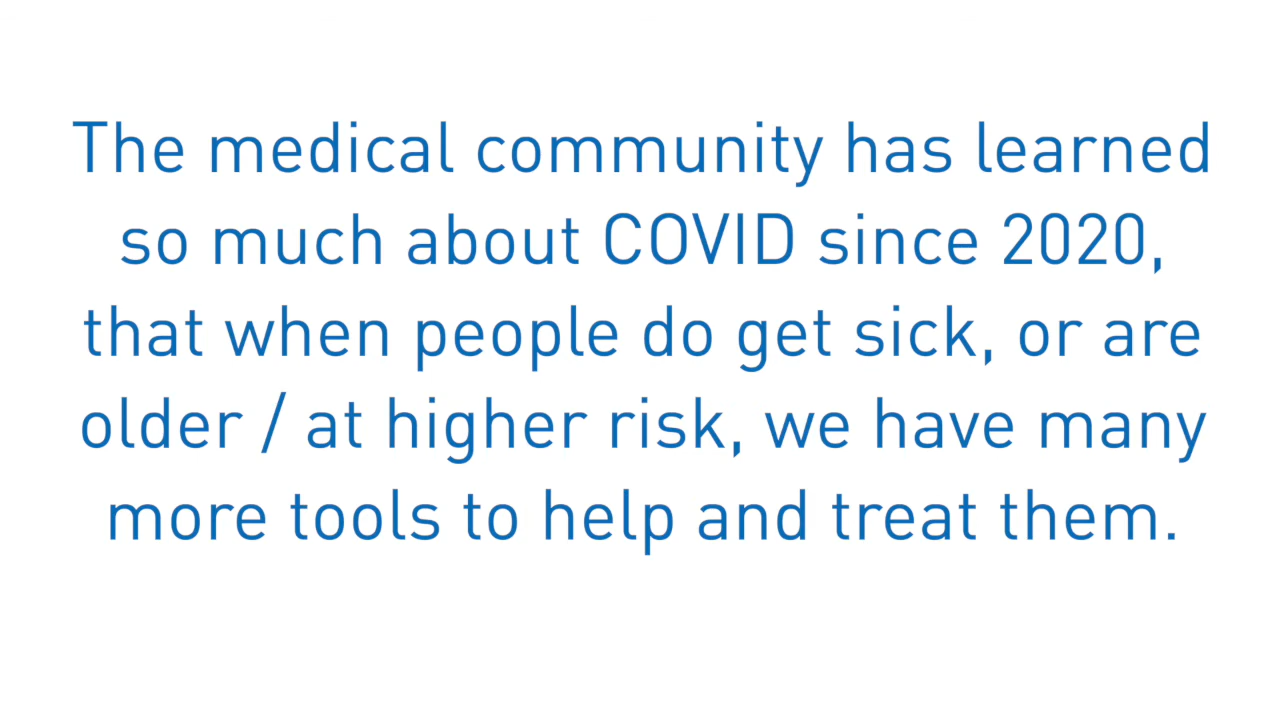 The medical community has learned
so much about COVID since 2020,
that when people do get sick, or are
older / at higher risk, we have many
more tools to help and treat them.